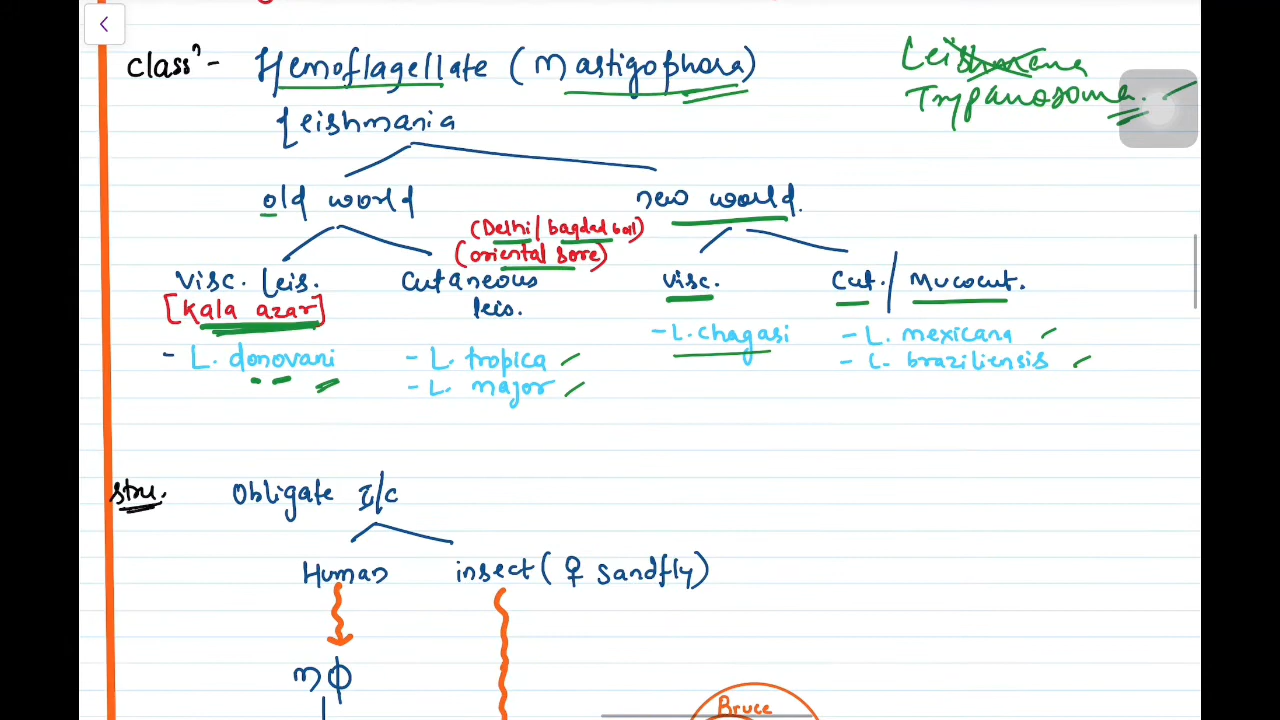 classⁿ - Hemoflagellate (Mastigophora)
Leishmania
Trypanosoma
Leishmania
old world
new world.
(Delhi / bagdad boil)
(oriental sore)
Visc. Leis.
[Kala azar]
Cutaneous
leis.
Visc.
Cut. / Mucocut.
- L. donovani
- L. tropica
- L. major
- L. chagasi
- L. mexicana
- L. braziliensis
stru.
Obligate I/c
Human
insect (♀ sandfly)
mϕ
Bruce